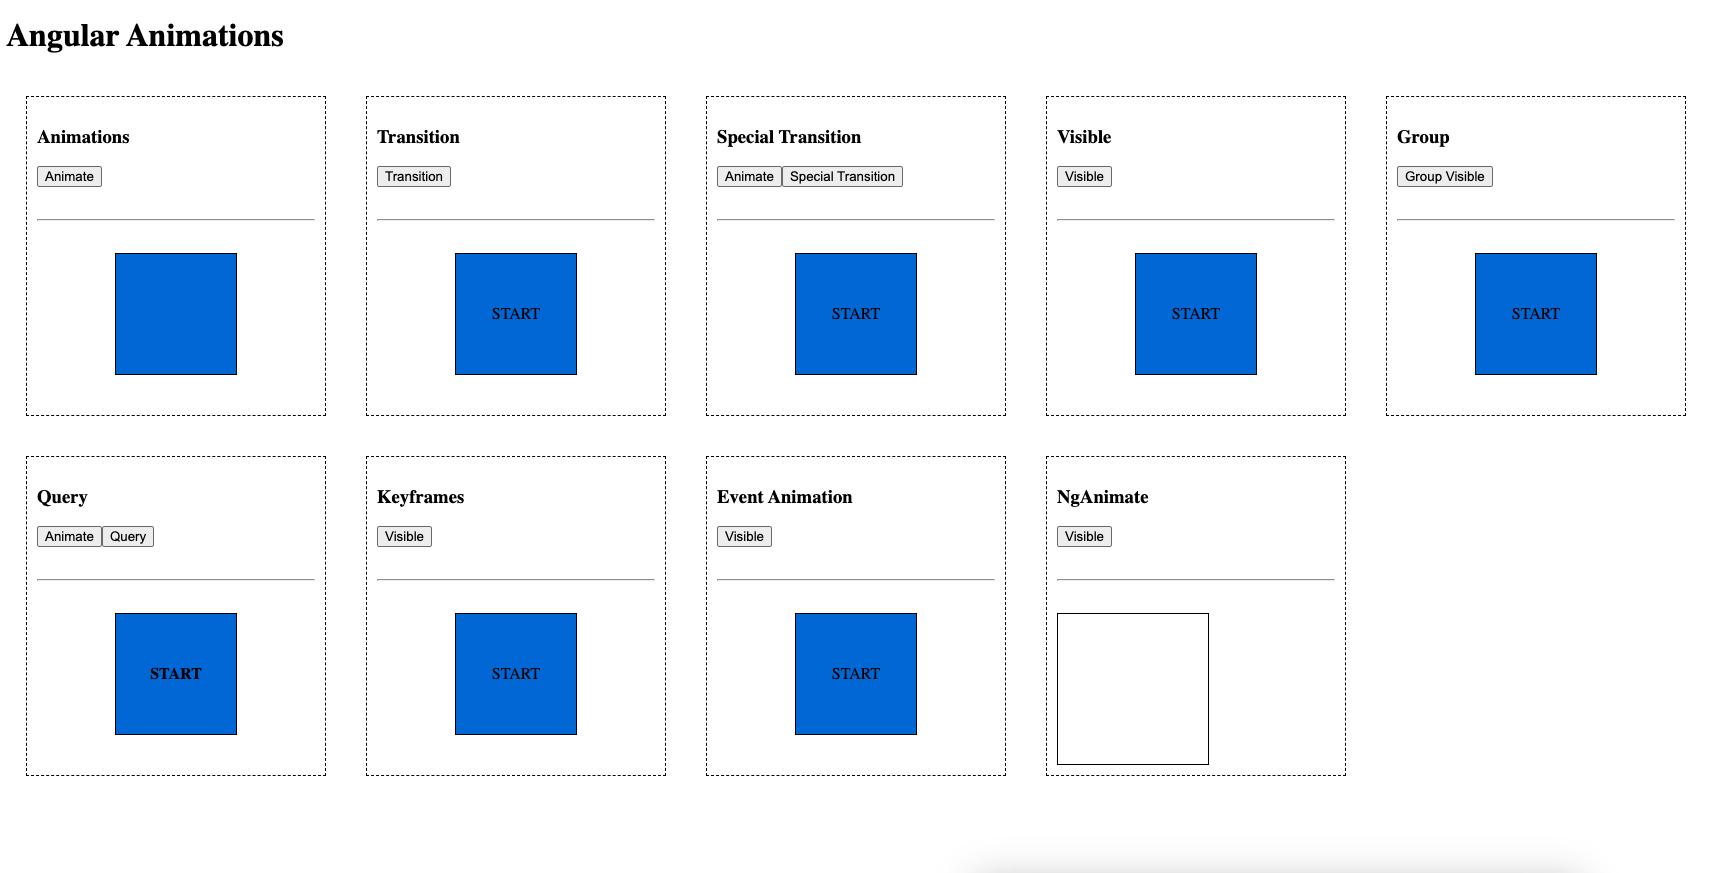 Angular Animations
Animations
Animate
Transition
Transition
START
Special Transition
Animate Special Transition
START
Visible
Visible
START
Group
Group Visible
START
Query
Animate Query
START
Keyframes
Visible
START
Event Animation
Visible
START
NgAnimate
Visible